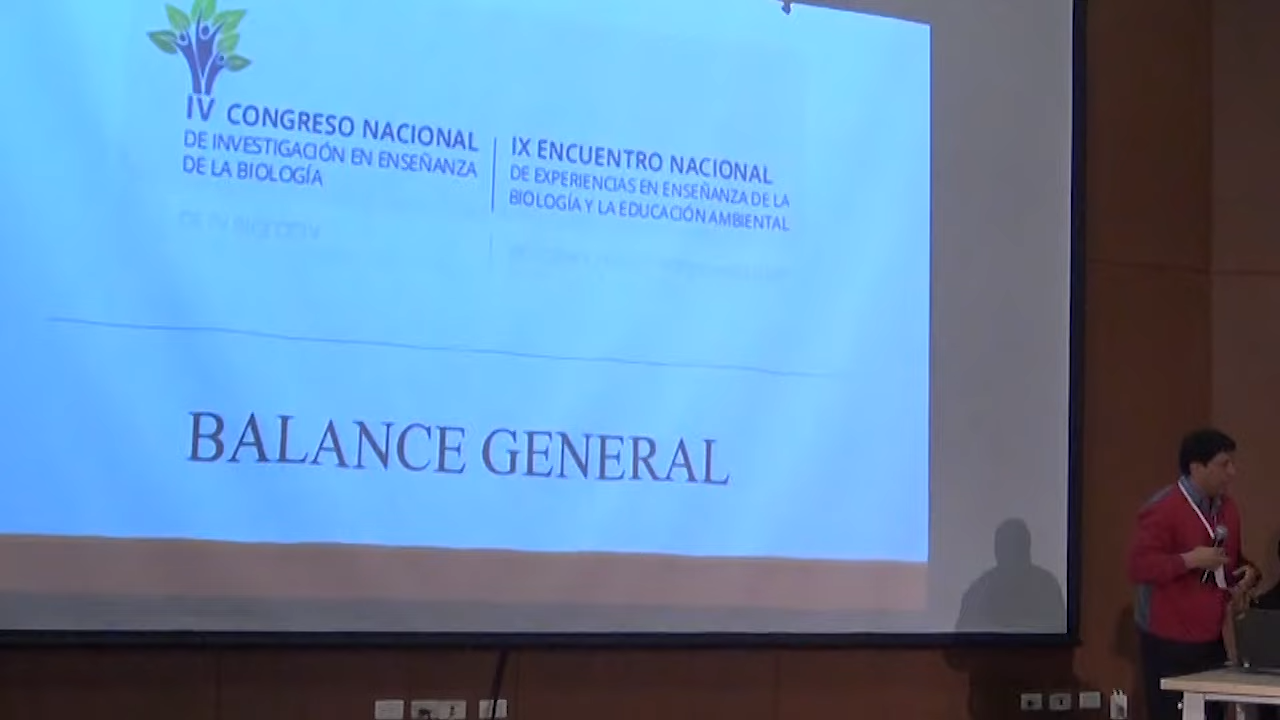 IV CONGRESO NACIONAL
DE INVESTIGACIÓN EN ENSEÑANZA
DE LA BIOLOGÍA
IX ENCUENTRO NACIONAL
DE EXPERIENCIAS EN ENSEÑANZA DE LA
BIOLOGÍA Y LA EDUCACIÓN AMBIENTAL
BALANCE GENERAL